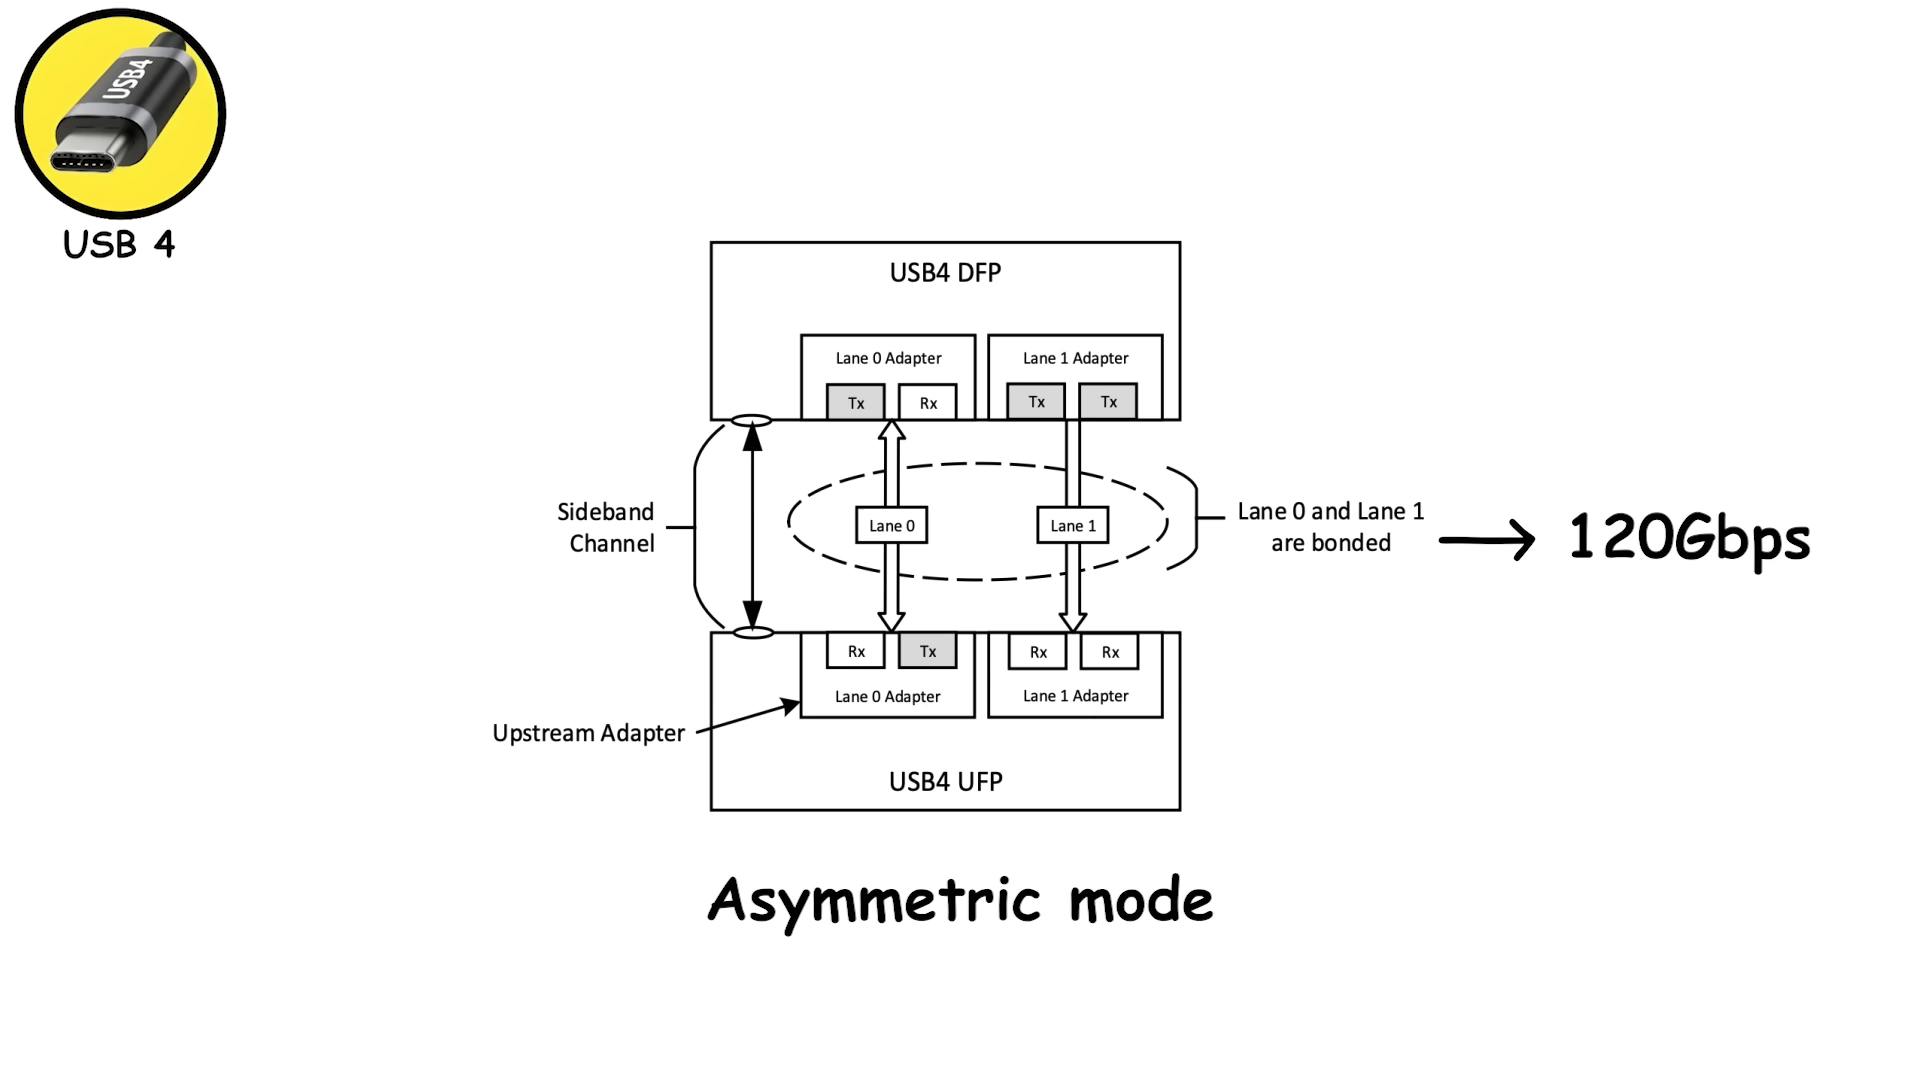 USB4
USB 4
USB4 DFP
Lane 0 Adapter
Lane 1 Adapter
Tx
Rx
Tx
Tx
Sideband
Channel
Lane 0
Lane 1
Lane 0 and Lane 1
are bonded
120Gbps
Rx
Tx
Rx
Rx
Lane 0 Adapter
Lane 1 Adapter
Upstream Adapter
USB4 UFP
Asymmetric mode